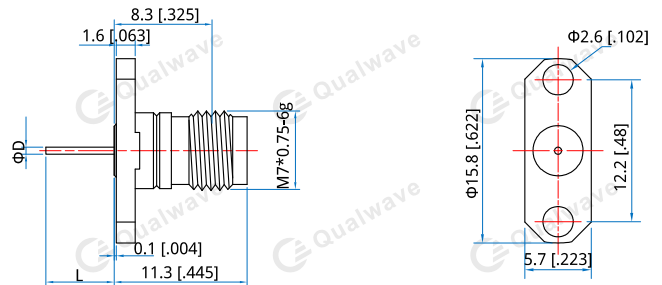 8.3 [.325]
1.6 [.063]
Φ2.6 [.102]
Qualwave
Qualwave
Qualwave
ΦD
M7*0.75-6g
Φ15.8 [.622]
12.2 [.48]
0.1 [.004]
Qualwave
Qualwave
Qualwave
L
11.3 [.445]
5.7 [.223]